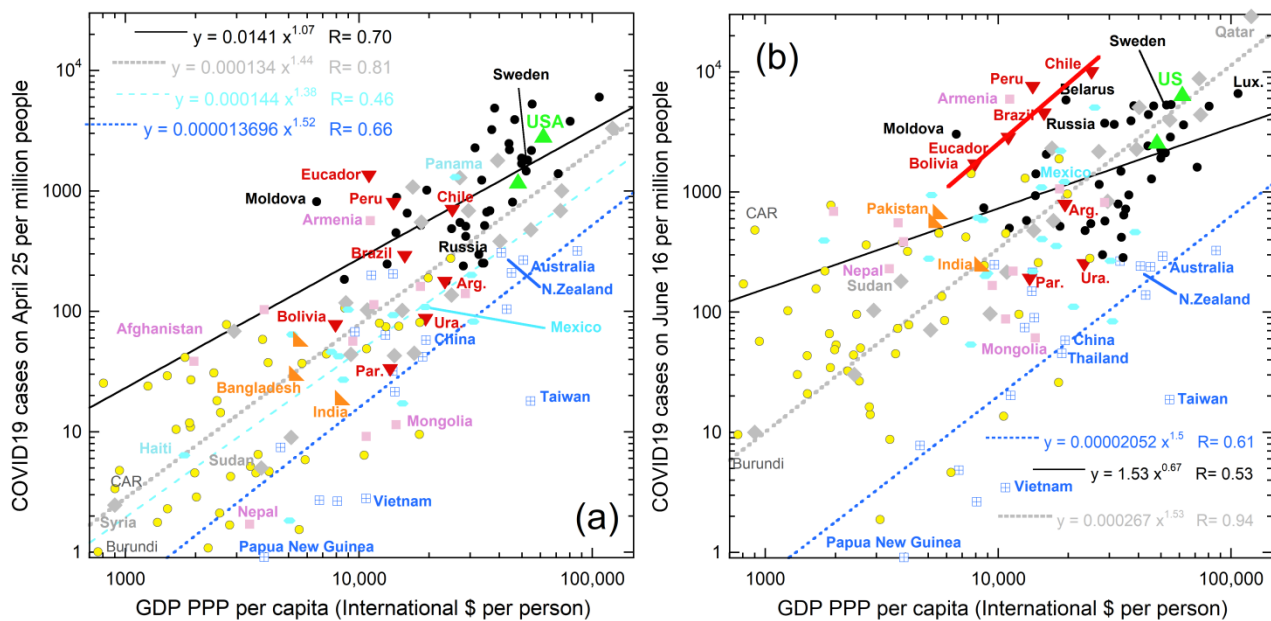 y = 0.0141 x^1.07 R= 0.70
y = 0.000134 x^1.44 R= 0.81
y = 0.000144 x^1.38 R= 0.46
y = 0.000013696 x^1.52 R= 0.66
Sweden
USA
Panama
Eucador
Peru
Chile
Moldova
Armenia
Russia
Brazil
Australia
Arg.
N.Zealand
Bolivia
Ura.
Mexico
Afghanistan
China
Par.
Bangladesh
India
Taiwan
Mongolia
Haiti
Sudan
CAR
Vietnam
Syria
Nepal
(a)
Burundi
Papua New Guinea
10^4
1000
100
10
1
1000
10,000
100,000
COVID19 cases on April 25 per million people
GDP PPP per capita (International $ per person)
(b)
Qatar
Sweden
Chile
US
Peru
Lux.
Belarus
Armenia
Brazil
Russia
Moldova
Eucador
Bolivia
Mexico
Pakistan
CAR
Arg.
India
Nepal
Ura.
Australia
Sudan
Par.
N.Zealand
China
Mongolia
Thailand
Taiwan
y = 0.00002052 x^1.5 R= 0.61
Burundi
y = 1.53 x^0.67 R= 0.53
Vietnam
y = 0.000267 x^1.53 R= 0.94
Papua New Guinea
10^4
1000
100
10
1
1000
10,000
100,000
COVID19 cases on June 16 per million people
GDP PPP per capita (International $ per person)